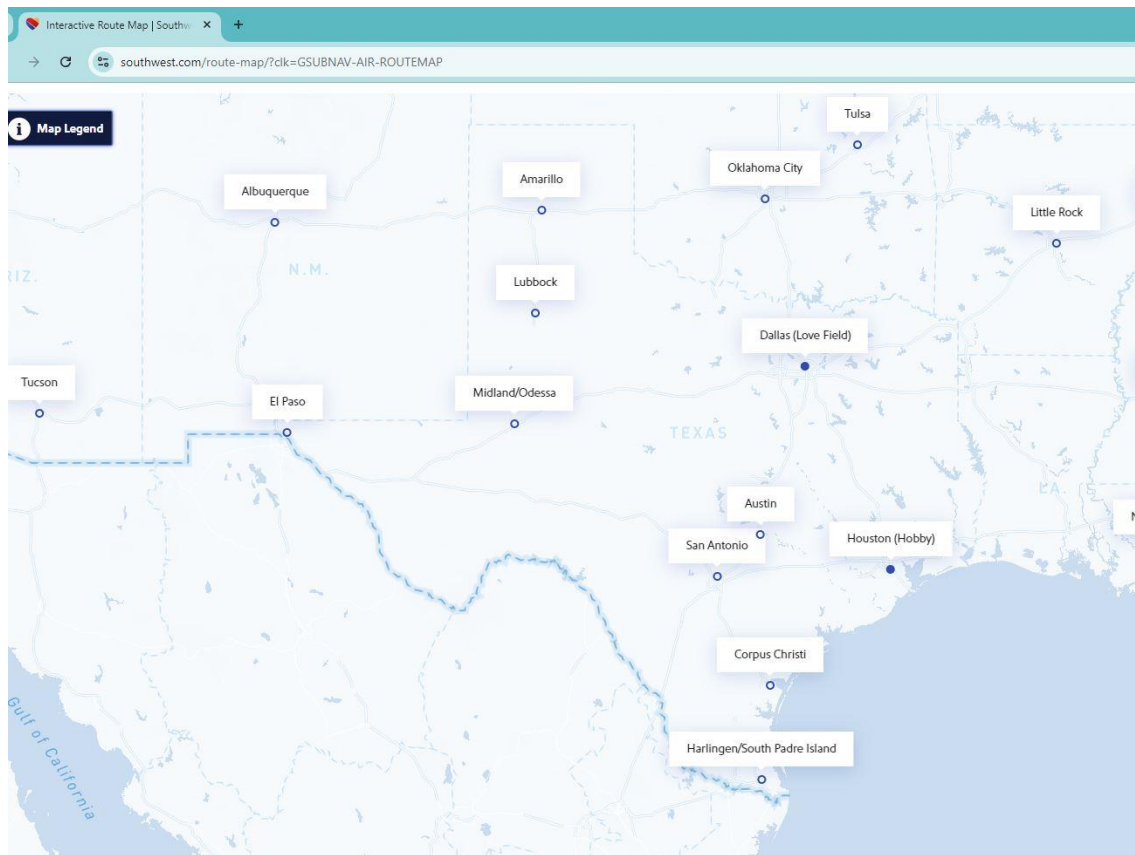 Interactive Route Map | Southw
southwest.com/route-map/?clk=GSUBNAV-AIR-ROUTEMAP
Map Legend
Tulsa
Oklahoma City
Amarillo
Albuquerque
Little Rock
RIZ.
N.M.
Lubbock
Dallas (Love Field)
Tucson
Midland/Odessa
El Paso
TEXAS
LA.
Austin
N
San Antonio
Houston (Hobby)
Corpus Christi
Gulf of California
Harlingen/South Padre Island